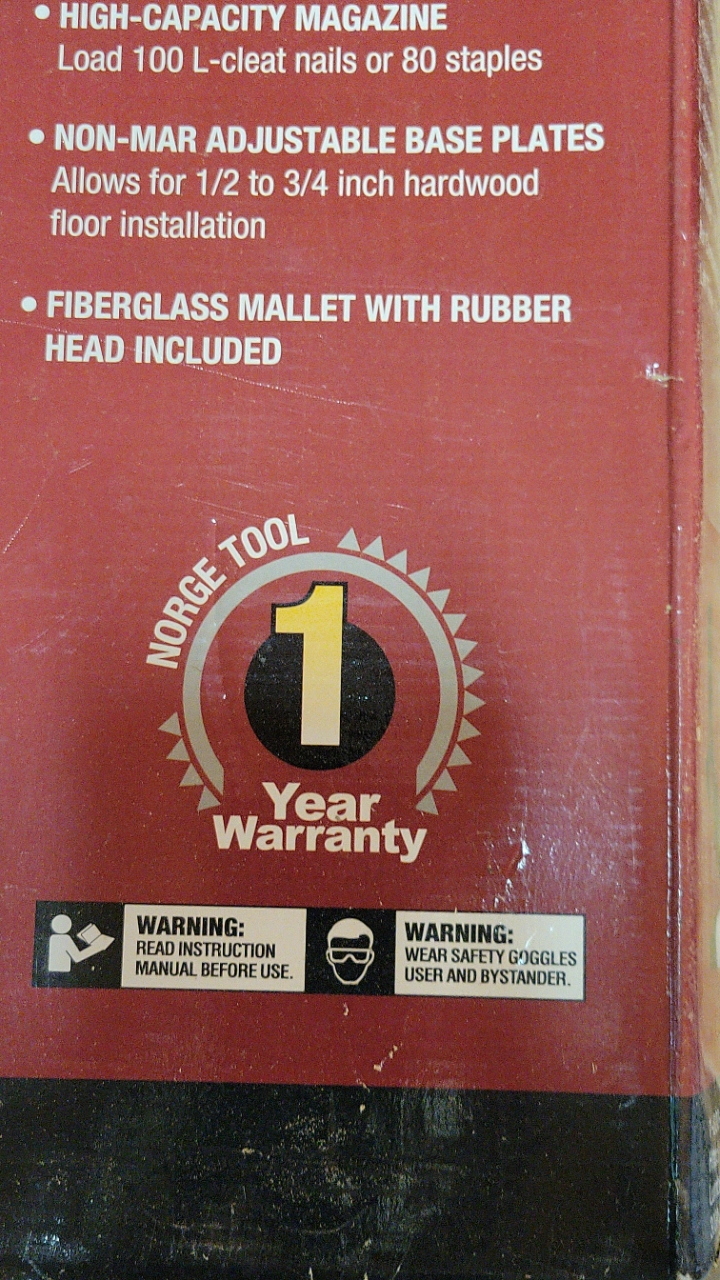 • HIGH-CAPACITY MAGAZINE
Load 100 L-cleat nails or 80 staples
• NON-MAR ADJUSTABLE BASE PLATES
Allows for 1/2 to 3/4 inch hardwood
floor installation
• FIBERGLASS MALLET WITH RUBBER
HEAD INCLUDED
NORGE TOOL
1
Year
Warranty
WARNING:
READ INSTRUCTION
MANUAL BEFORE USE.
WARNING:
WEAR SAFETY GOGGLES
USER AND BYSTANDER.